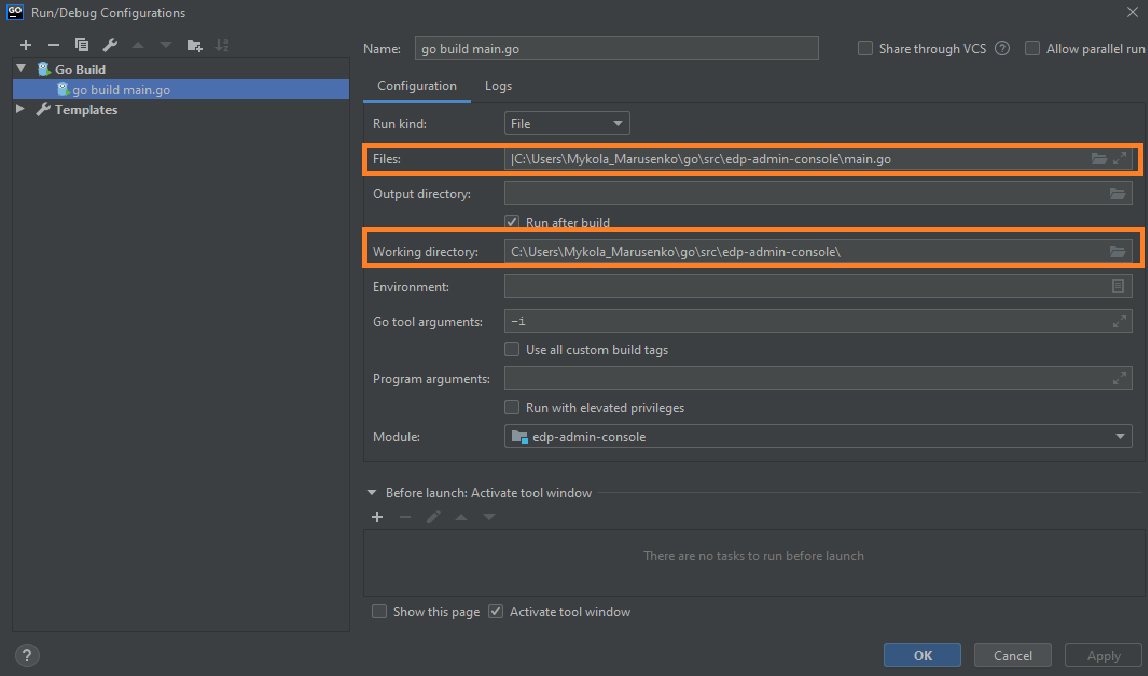 GO Run/Debug Configurations
Name: go build main.go Share through VCS ? Allow parallel run
Go Build
go build main.go
Templates
Configuration Logs
Run kind: File
Files: |C:\Users\Mykola_Marusenko\go\src\edp-admin-console\main.go
Output directory:
Run after build
Working directory: C:\Users\Mykola_Marusenko\go\src\edp-admin-console\
Environment:
Go tool arguments: -i
Use all custom build tags
Program arguments:
Run with elevated privileges
Module: edp-admin-console
Before launch: Activate tool window
There are no tasks to run before launch
Show this page Activate tool window
? OK Cancel Apply